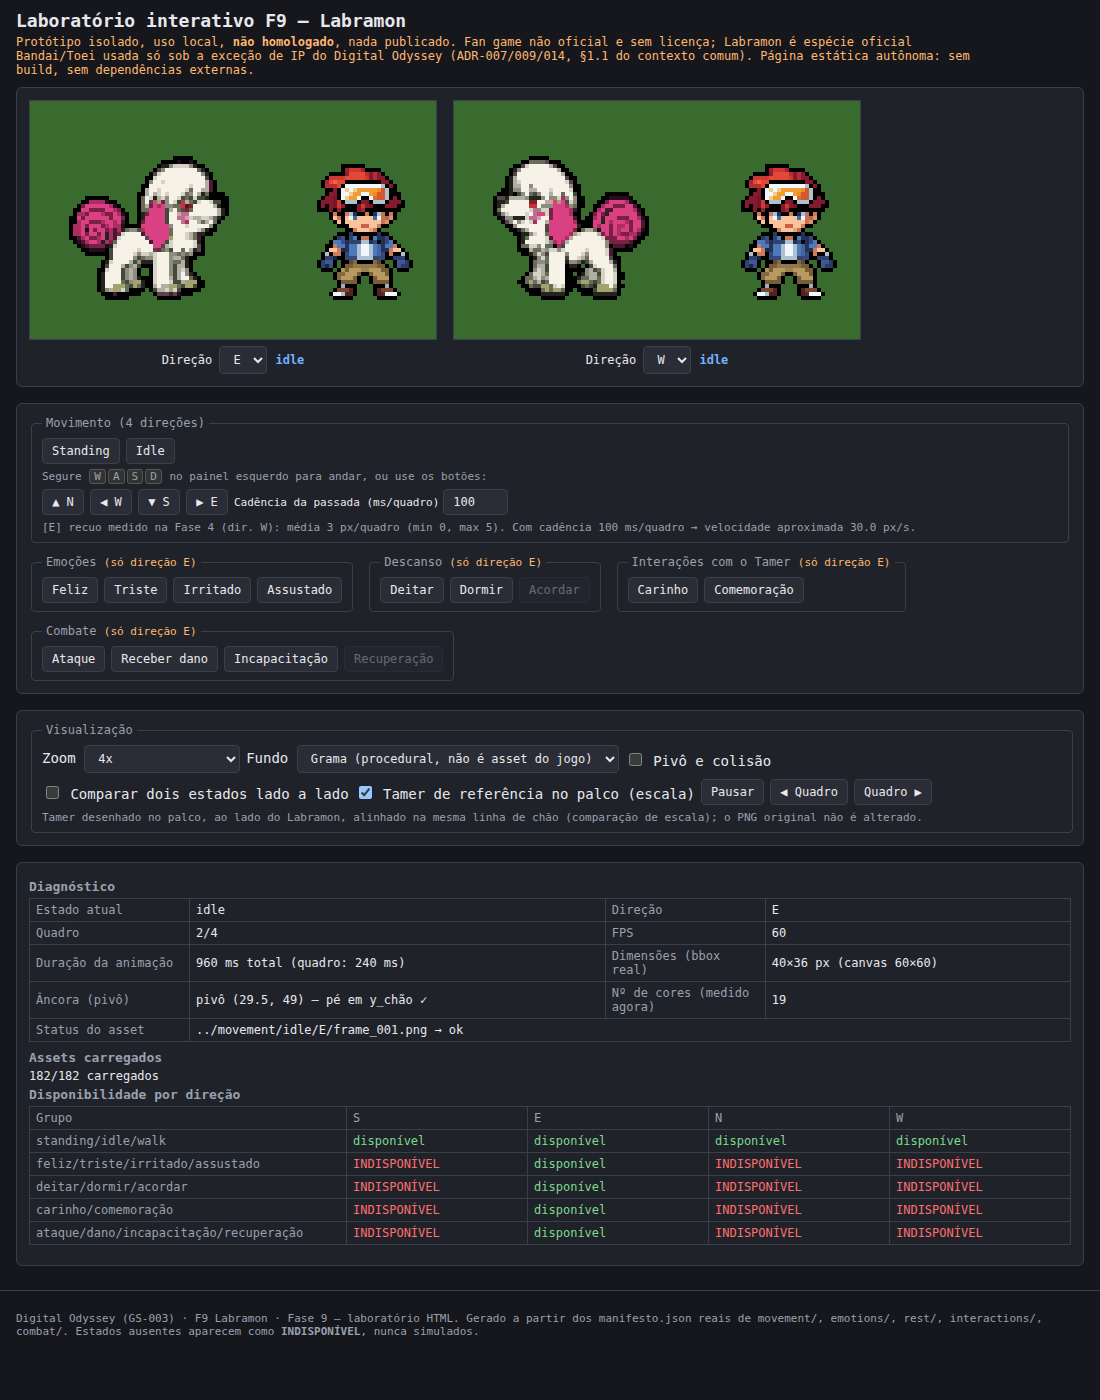 Laboratório interativo F9 — Labramon
Protótipo isolado, uso local, não homologado, nada publicado. Fan game não oficial e sem licença; Labramon é espécie oficial
Bandai/Toei usada só sob a exceção de IP do Digital Odyssey (ADR-007/009/014, §1.1 do contexto comum). Página estática autônoma: sem
build, sem dependências externas.
Direção E idle
Direção W idle
Movimento (4 direções)
Standing Idle
Segure W A S D no painel esquerdo para andar, ou use os botões:
▲ N ◀ W ▼ S ▶ E Cadência da passada (ms/quadro) 100
[E] recuo medido na Fase 4 (dir. W): média 3 px/quadro (min 0, max 5). Com cadência 100 ms/quadro → velocidade aproximada 30.0 px/s.
Emoções (só direção E)
Feliz Triste Irritado Assustado
Descanso (só direção E)
Deitar Dormir Acordar
Interações com o Tamer (só direção E)
Carinho Comemoração
Combate (só direção E)
Ataque Receber dano Incapacitação Recuperação
Visualização
Zoom 4x Fundo Grama (procedural, não é asset do jogo) Pivô e colisão
Comparar dois estados lado a lado Tamer de referência no palco (escala) Pausar ◀ Quadro Quadro ▶
Tamer desenhado no palco, ao lado do Labramon, alinhado na mesma linha de chão (comparação de escala); o PNG original não é alterado.
Diagnóstico
Estado atual idle Direção E
Quadro 2/4 FPS 60
Duração da animação 960 ms total (quadro: 240 ms) Dimensões (bbox real) 40×36 px (canvas 60×60)
Âncora (pivô) pivô (29.5, 49) — pé em y_chão ✓ Nº de cores (medido agora) 19
Status do asset ../movement/idle/E/frame_001.png → ok
Assets carregados
182/182 carregados
Disponibilidade por direção
Grupo S E N W
standing/idle/walk disponível disponível disponível disponível
feliz/triste/irritado/assustado INDISPONÍVEL disponível INDISPONÍVEL INDISPONÍVEL
deitar/dormir/acordar INDISPONÍVEL disponível INDISPONÍVEL INDISPONÍVEL
carinho/comemoração INDISPONÍVEL disponível INDISPONÍVEL INDISPONÍVEL
ataque/dano/incapacitação/recuperação INDISPONÍVEL disponível INDISPONÍVEL INDISPONÍVEL
Digital Odyssey (GS-003) · F9 Labramon · Fase 9 — laboratório HTML. Gerado a partir dos manifesto.json reais de movement/, emotions/, rest/, interactions/,
combat/. Estados ausentes aparecem como INDISPONÍVEL, nunca simulados.